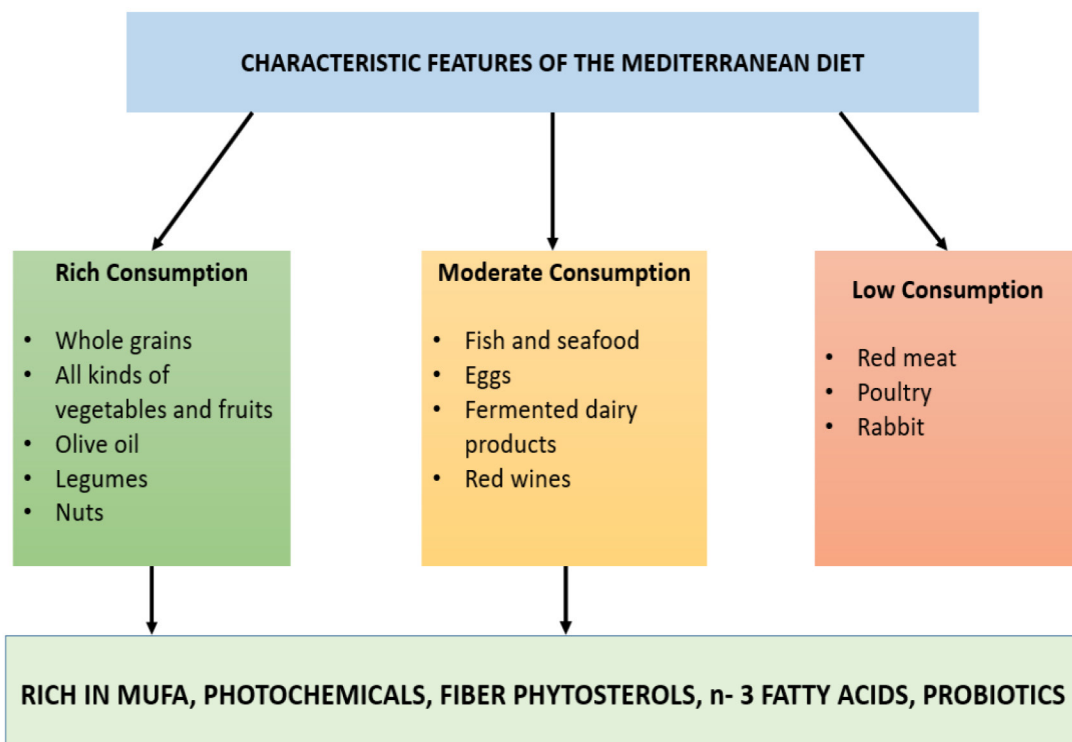 CHARACTERISTIC FEATURES OF THE MEDITERRANEAN DIET
Rich Consumption
• Whole grains
• All kinds of
vegetables and fruits
• Olive oil
• Legumes
• Nuts
Moderate Consumption
• Fish and seafood
• Eggs
• Fermented dairy
products
• Red wines
Low Consumption
• Red meat
• Poultry
• Rabbit
RICH IN MUFA, PHOTOCHEMICALS, FIBER PHYTOSTEROLS, n- 3 FATTY ACIDS, PROBIOTICS